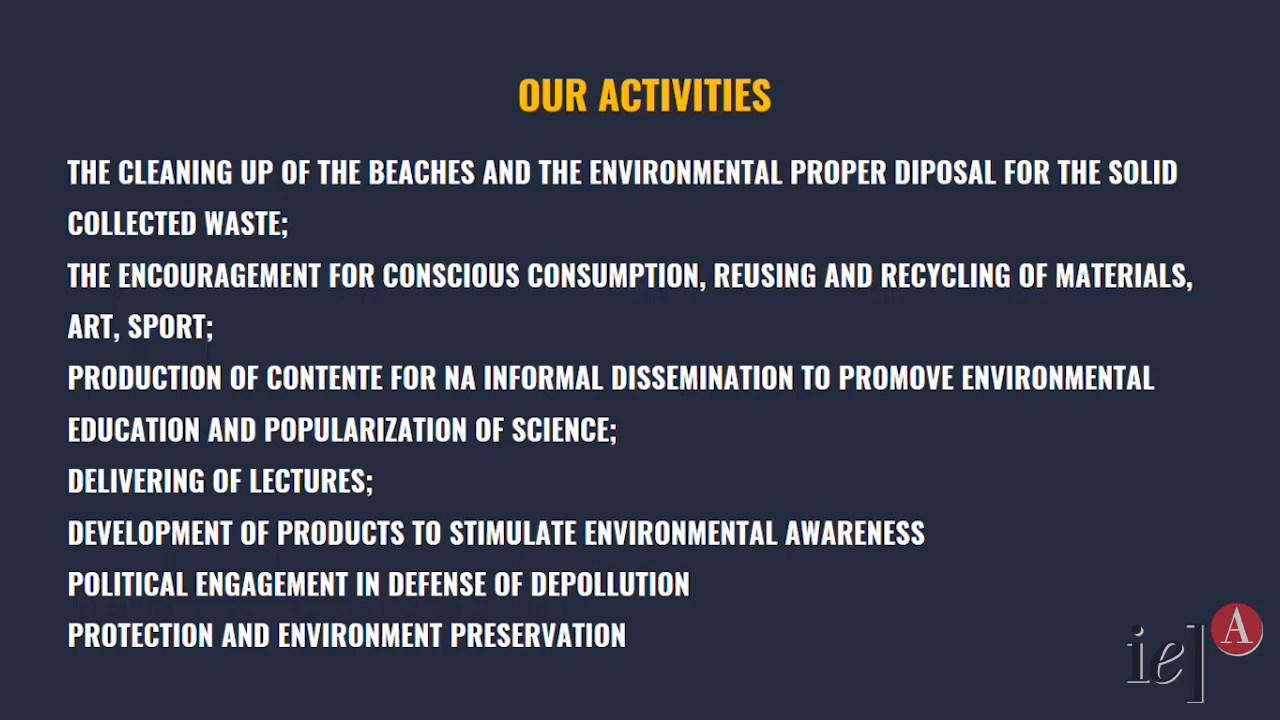 OUR ACTIVITIES
THE CLEANING UP OF THE BEACHES AND THE ENVIRONMENTAL PROPER DIPOSAL FOR THE SOLID
COLLECTED WASTE;
THE ENCOURAGEMENT FOR CONSCIOUS CONSUMPTION, REUSING AND RECYCLING OF MATERIALS,
ART, SPORT;
PRODUCTION OF CONTENTE FOR NA INFORMAL DISSEMINATION TO PROMOVE ENVIRONMENTAL
EDUCATION AND POPULARIZATION OF SCIENCE;
DELIVERING OF LECTURES;
DEVELOPMENT OF PRODUCTS TO STIMULATE ENVIRONMENTAL AWARENESS
POLITICAL ENGAGEMENT IN DEFENSE OF DEPOLLUTION
PROTECTION AND ENVIRONMENT PRESERVATION
ie]A